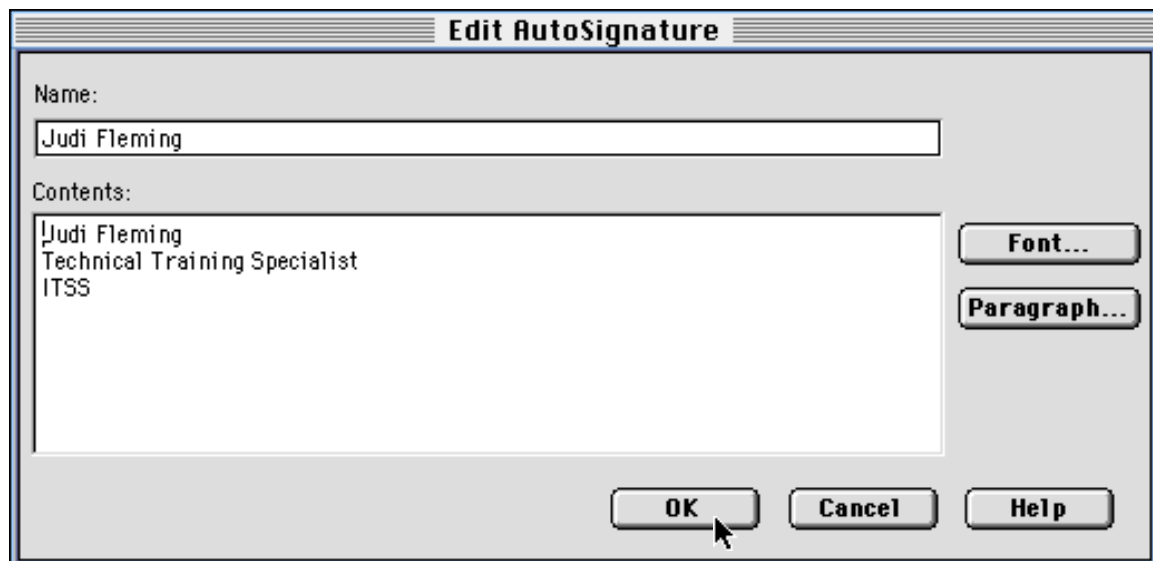 Edit AutoSignature
Name:
Judi Fleming
Contents:
Judi Fleming
Technical Training Specialist
ITSS
Font...
Paragraph...
OK
Cancel
Help